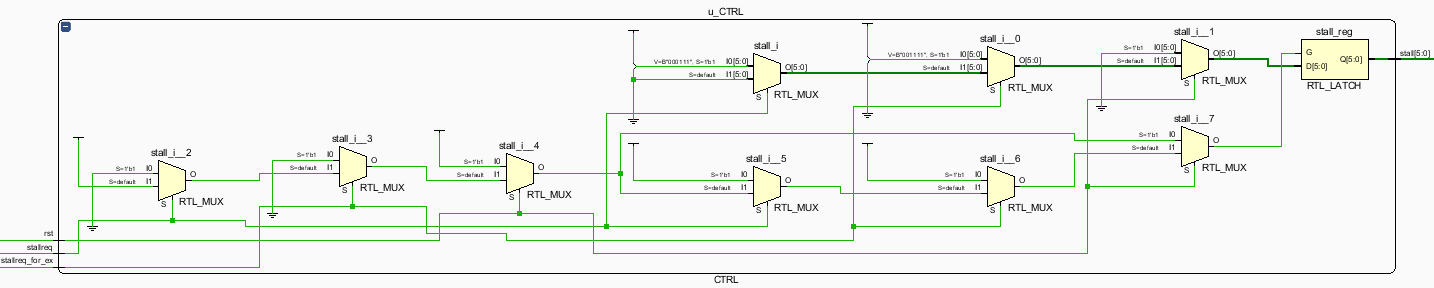 u_CTRL
stall_i
V=B"000111", S=1'b1 I0[5:0]
S=default I1[5:0]
O[5:0]
S
RTL_MUX
stall_i__0
V=B"001111", S=1'b1 I0[5:0]
S=default I1[5:0]
O[5:0]
S
RTL_MUX
stall_i__1
S=1'b1 I0[5:0]
S=default I1[5:0]
O[5:0]
S
RTL_MUX
stall_reg
G
D[5:0]
Q[5:0]
RTL_LATCH
stall[5:0]
stall_i__2
S=1'b1 I0
S=default I1
O
S
RTL_MUX
stall_i__3
S=1'b1 I0
S=default I1
O
S
RTL_MUX
stall_i__4
S=1'b1 I0
S=default I1
O
S
RTL_MUX
stall_i__5
S=1'b1 I0
S=default I1
O
S
RTL_MUX
stall_i__6
S=1'b1 I0
S=default I1
O
S
RTL_MUX
stall_i__7
S=1'b1 I0
S=default I1
O
S
RTL_MUX
rst
stallreq
stallreq_for_ex
CTRL